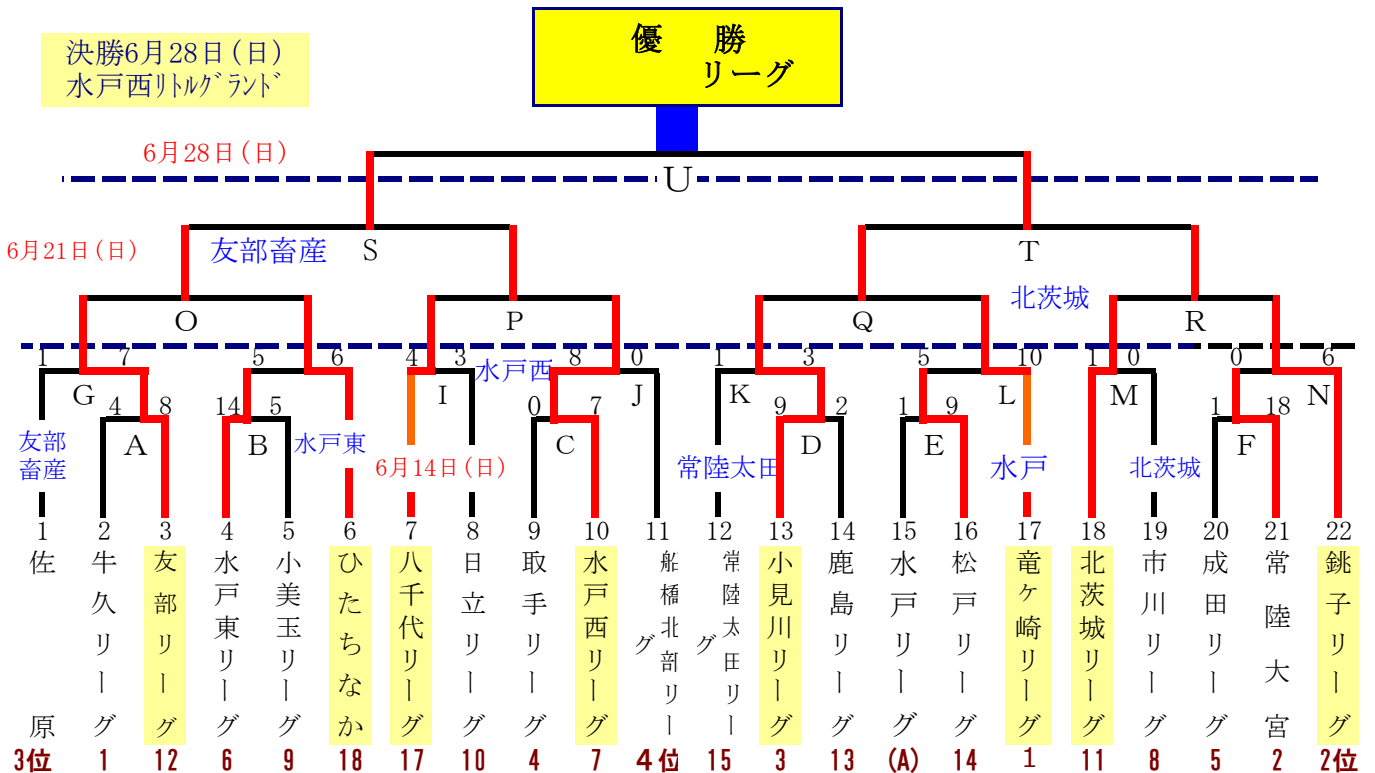 優 勝
リーグ
決勝6月28日(日)
水戸西リトルグランド
6月28日(日)
U
6月21日(日)
友部畜産
S
T
北茨城
O
P
Q
R
1 7 5 6 4 3 8 0 1 3 5 10 1 0 0 6
水戸西
G
I
J
K
L
M
N
4 8 14 5 0 7 9 2 1 9 1 18
A
B
C
D
E
F
友部
畜産
水戸東
6月14日(日)
常陸太田
水戸
北茨城
1 2 3 4 5 6 7 8 9 10 11 12 13 14 15 16 17 18 19 20 21 22
佐原
牛久リーグ
友部リーグ
水戸東リーグ
小美玉リーグ
ひたちなか
八千代リーグ
日立リーグ
取手リーグ
水戸西リーグ
船橋北部リーグ
常陸太田リーグ
小見川リーグ
鹿島リーグ
水戸リーグ
松戸リーグ
竜ケ崎リーグ
北茨城リーグ
市川リーグ
成田リーグ
常陸大宮
銚子リーグ
3位 1 12 6 9 18 17 10 4 7 4位 15 3 13 (A) 14 1 11 8 5 2 2位